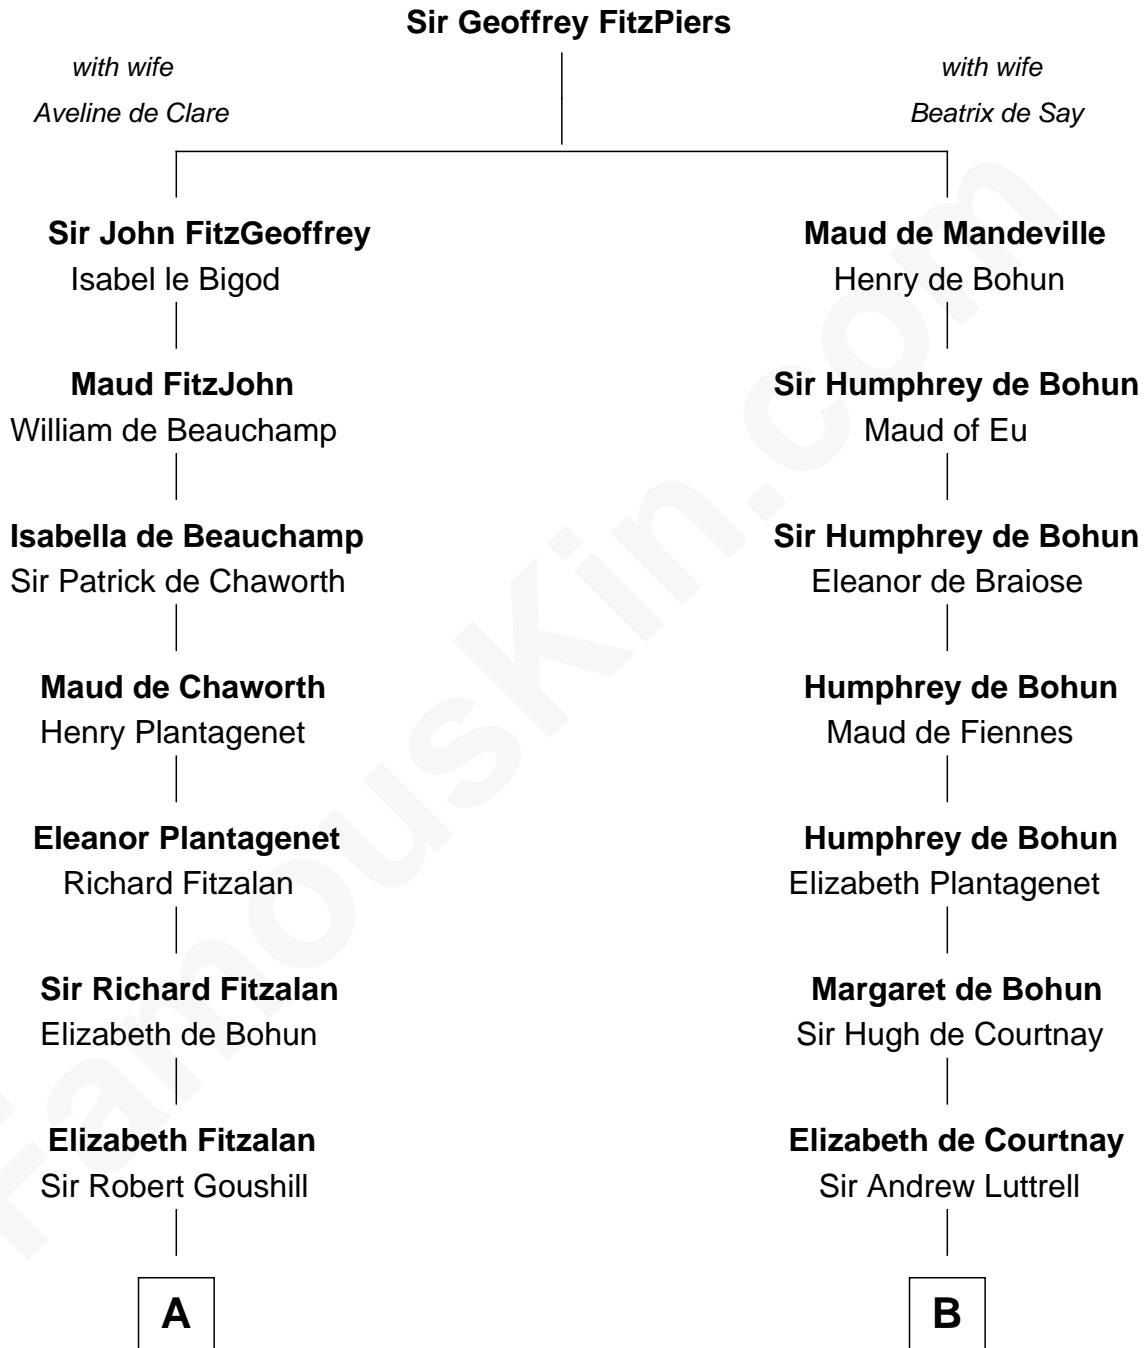 Sir Geoffrey FitzPiers
with wife
Aveline de Clare
with wife
Beatrix de Say
Sir John FitzGeoffrey
Isabel le Bigod
Maud de Mandeville
Henry de Bohun
Maud FitzJohn
William de Beauchamp
Sir Humphrey de Bohun
Maud of Eu
Isabella de Beauchamp
Sir Patrick de Chaworth
Sir Humphrey de Bohun
Eleanor de Braiose
Maud de Chaworth
Henry Plantagenet
Humphrey de Bohun
Maud de Fiennes
Eleanor Plantagenet
Richard Fitzalan
Humphrey de Bohun
Elizabeth Plantagenet
Sir Richard Fitzalan
Elizabeth de Bohun
Margaret de Bohun
Sir Hugh de Courtnay
Elizabeth Fitzalan
Sir Robert Goushill
Elizabeth de Courtnay
Sir Andrew Luttrell
A
B
FamousKin.com